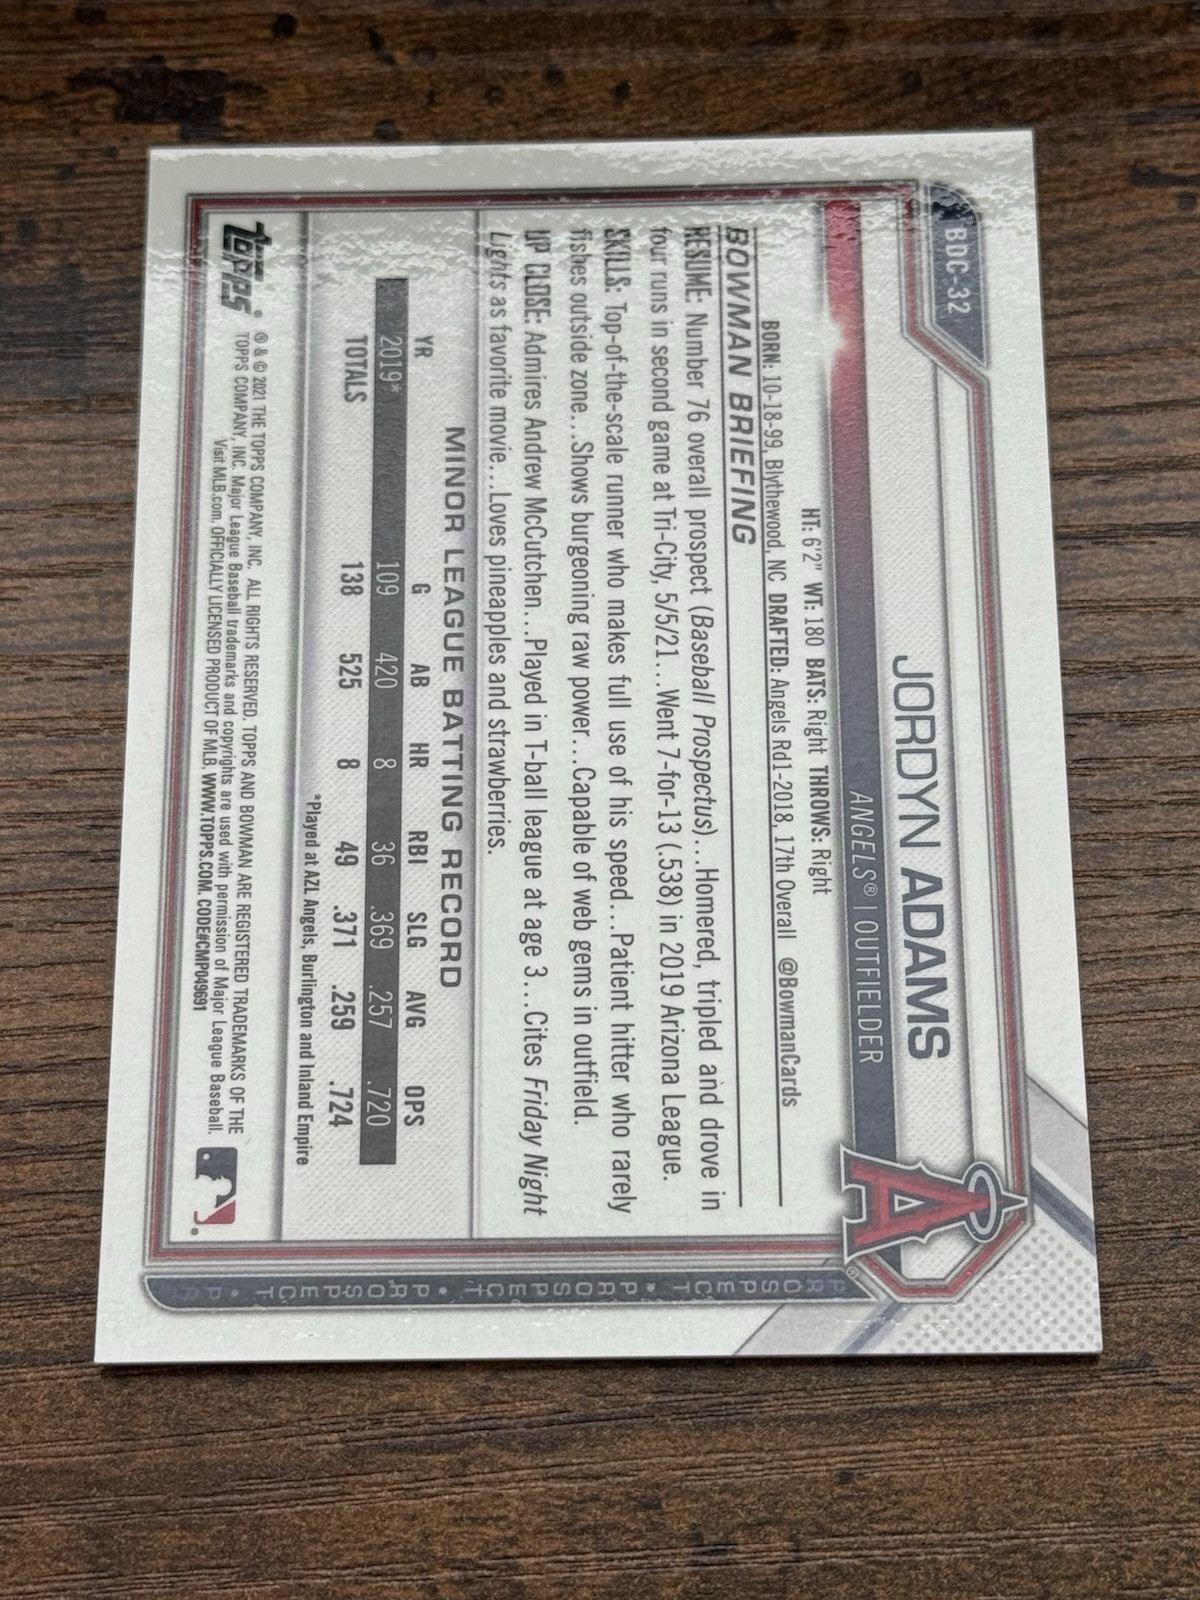 BDC-32
JORDYN ADAMS
ANGELS® | OUTFIELDER
HT: 6'2" WT: 180 BATS: Right THROWS: Right
BORN: 10-18-99, Blythewood, NC DRAFTED: Angels Rd1-2018, 17th Overall @BowmanCards
BOWMAN BRIEFING
RESUME: Number 76 overall prospect (Baseball Prospectus)...Homered, tripled and drove in
four runs in second game at Tri-City, 5/5/21...Went 7-for-13 (.538) in 2019 Arizona League.
SKILLS: Top-of-the-scale runner who makes full use of his speed...Patient hitter who rarely
fishes outside zone...Shows burgeoning raw power...Capable of web gems in outfield.
UP CLOSE: Admires Andrew McCutchen...Played in T-ball league at age 3...Cites Friday Night
Lights as favorite movie...Loves pineapples and strawberries.
MINOR LEAGUE BATTING RECORD
YR G AB HR RBI SLG AVG OPS
2019* 109 420 8 36 .369 .257 .720
TOTALS 138 525 8 49 .371 .259 .724
*Played at AZL Angels, Burlington and Inland Empire
TOPPS®
® & © 2021 THE TOPPS COMPANY, INC. ALL RIGHTS RESERVED. TOPPS AND BOWMAN ARE REGISTERED TRADEMARKS OF THE
TOPPS COMPANY, INC. Major League Baseball trademarks and copyrights are used with permission of Major League Baseball.
Visit MLB.com. OFFICIALLY LICENSED PRODUCT OF MLB. WWW.TOPPS.COM. CODE#CMP049691
PROSPECT • PROSPECT • PROSPECT • PR
A®